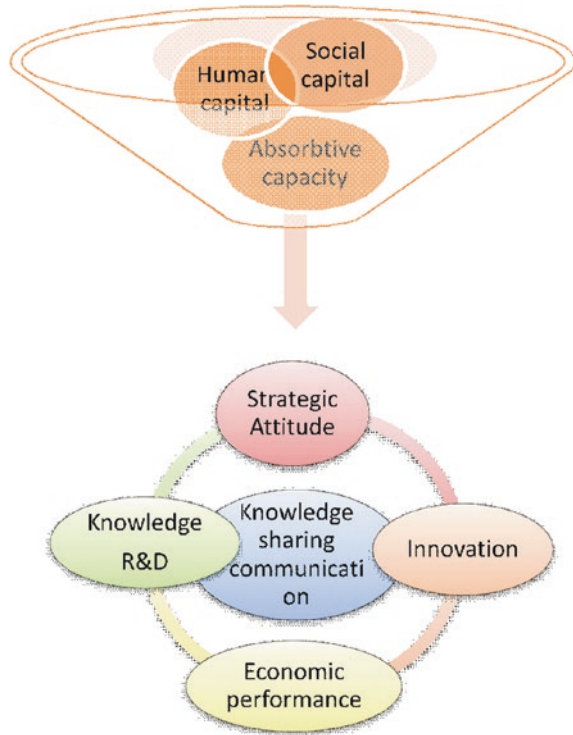 Social
capital
Human
capital
Absorbtive
capacity
Strategic
Attitude
Knowledge
R&D
Knowledge
sharing
communicati
on
Innovation
Economic
performance